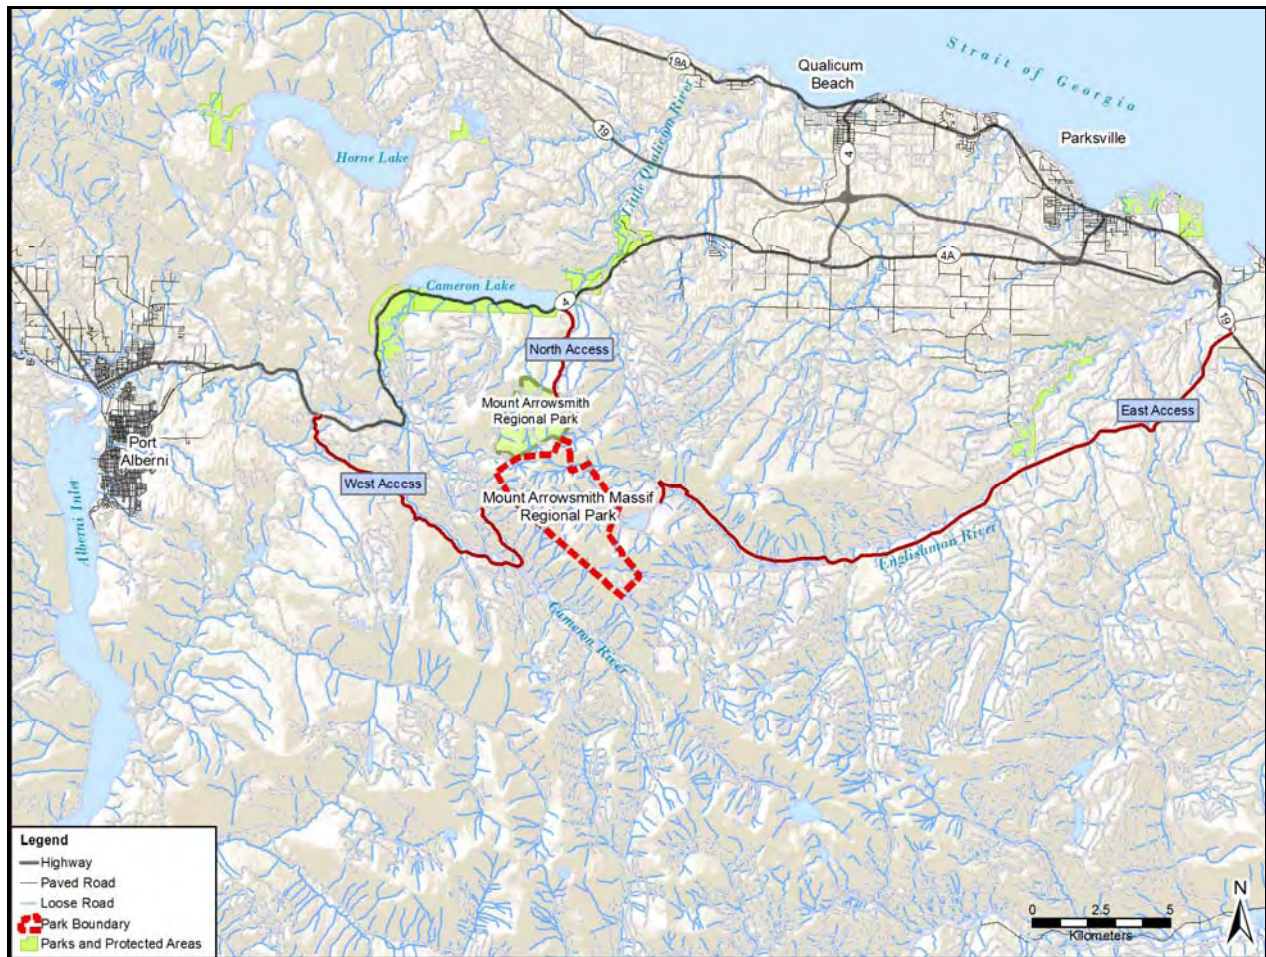 Strait of Georgia
19A
Qualicum
Beach
Parksville
19
4
Little Qualicum River
Horne Lake
4A
Cameron Lake
4
19
North Access
Mount Arrowsmith
Regional Park
East Access
Port
Alberni
West Access
Mount Arrowsmith Massif
Regional Park
Alberni Inlet
Englishman River
Cameron River
Legend
Highway
Paved Road
Loose Road
Park Boundary
Parks and Protected Areas
N
0 2.5 5
Kilometers